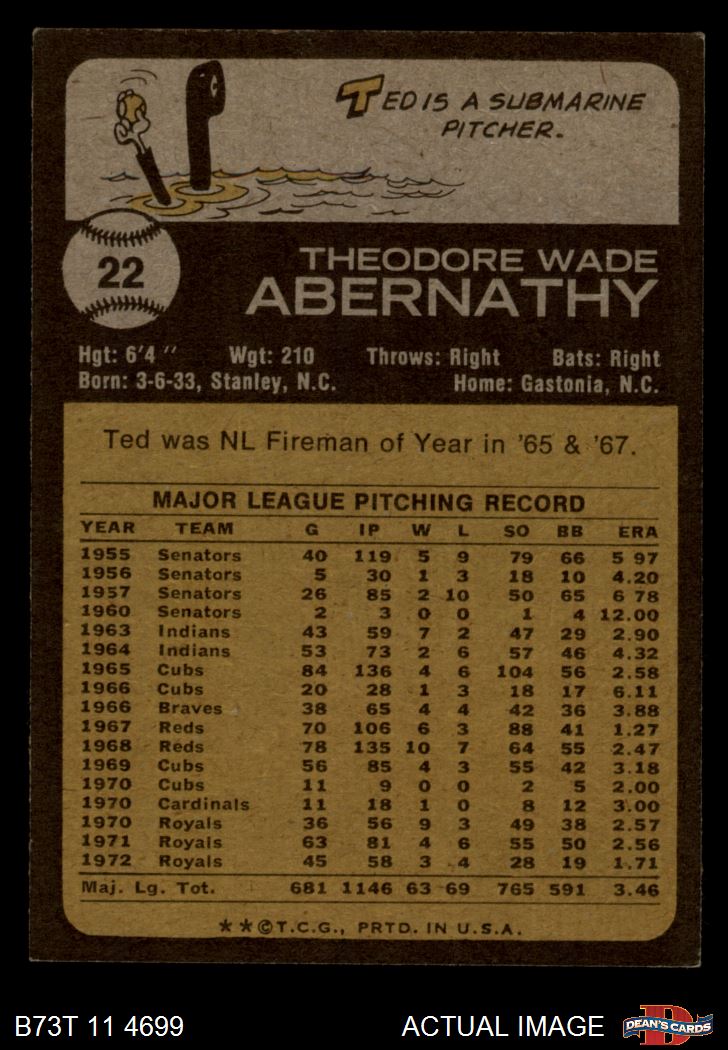 TED IS A SUBMARINE
PITCHER.
22
THEODORE WADE
ABERNATHY
Hgt: 6'4 " Wgt: 210 Throws: Right Bats: Right
Born: 3-6-33, Stanley, N.C. Home: Gastonia, N.C.
Ted was NL Fireman of Year in '65 & '67.
MAJOR LEAGUE PITCHING RECORD
YEAR TEAM G IP W L SO BB ERA
1955 Senators 40 119 5 9 79 66 5 97
1956 Senators 5 30 1 3 18 10 4.20
1957 Senators 26 85 2 10 50 65 6 78
1960 Senators 2 3 0 0 1 4 12.00
1963 Indians 43 59 7 2 47 29 2.90
1964 Indians 53 73 2 6 57 46 4.32
1965 Cubs 84 136 4 6 104 56 2.58
1966 Cubs 20 28 1 3 18 17 6.11
1966 Braves 38 65 4 4 42 36 3.88
1967 Reds 70 106 6 3 88 41 1.27
1968 Reds 78 135 10 7 64 55 2.47
1969 Cubs 56 85 4 3 55 42 3.18
1970 Cubs 11 9 0 0 2 5 2.00
1970 Cardinals 11 18 1 0 8 12 3.00
1970 Royals 36 56 9 3 49 38 2.57
1971 Royals 63 81 4 6 55 50 2.56
1972 Royals 45 58 3 4 28 19 1.71
Maj. Lg. Tot. 681 1146 63 69 765 591 3.46
**©T.C.G., PRTD. IN U.S.A.
B73T 11 4699 ACTUAL IMAGE D DEAN'S CARDS